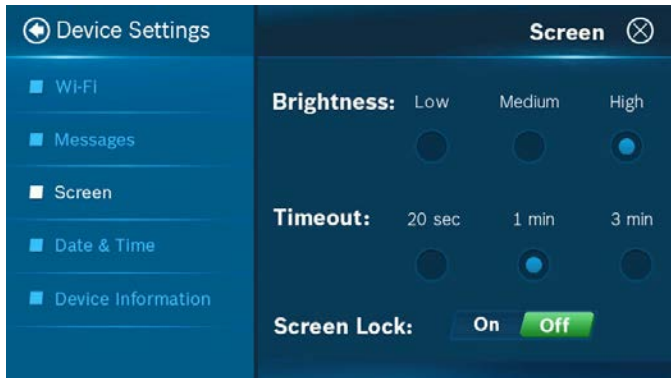 Device Settings
Wi-Fi
Messages
Screen
Date & Time
Device Information
Screen
Brightness: Low Medium High
Timeout: 20 sec 1 min 3 min
Screen Lock: On Off